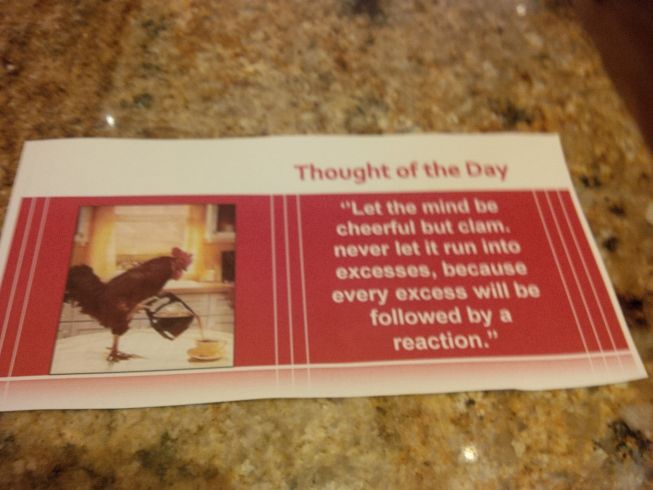 Thought of the Day
“Let the mind be
cheerful but clam.
never let it run into
excesses, because
every excess will be
followed by a
reaction.”